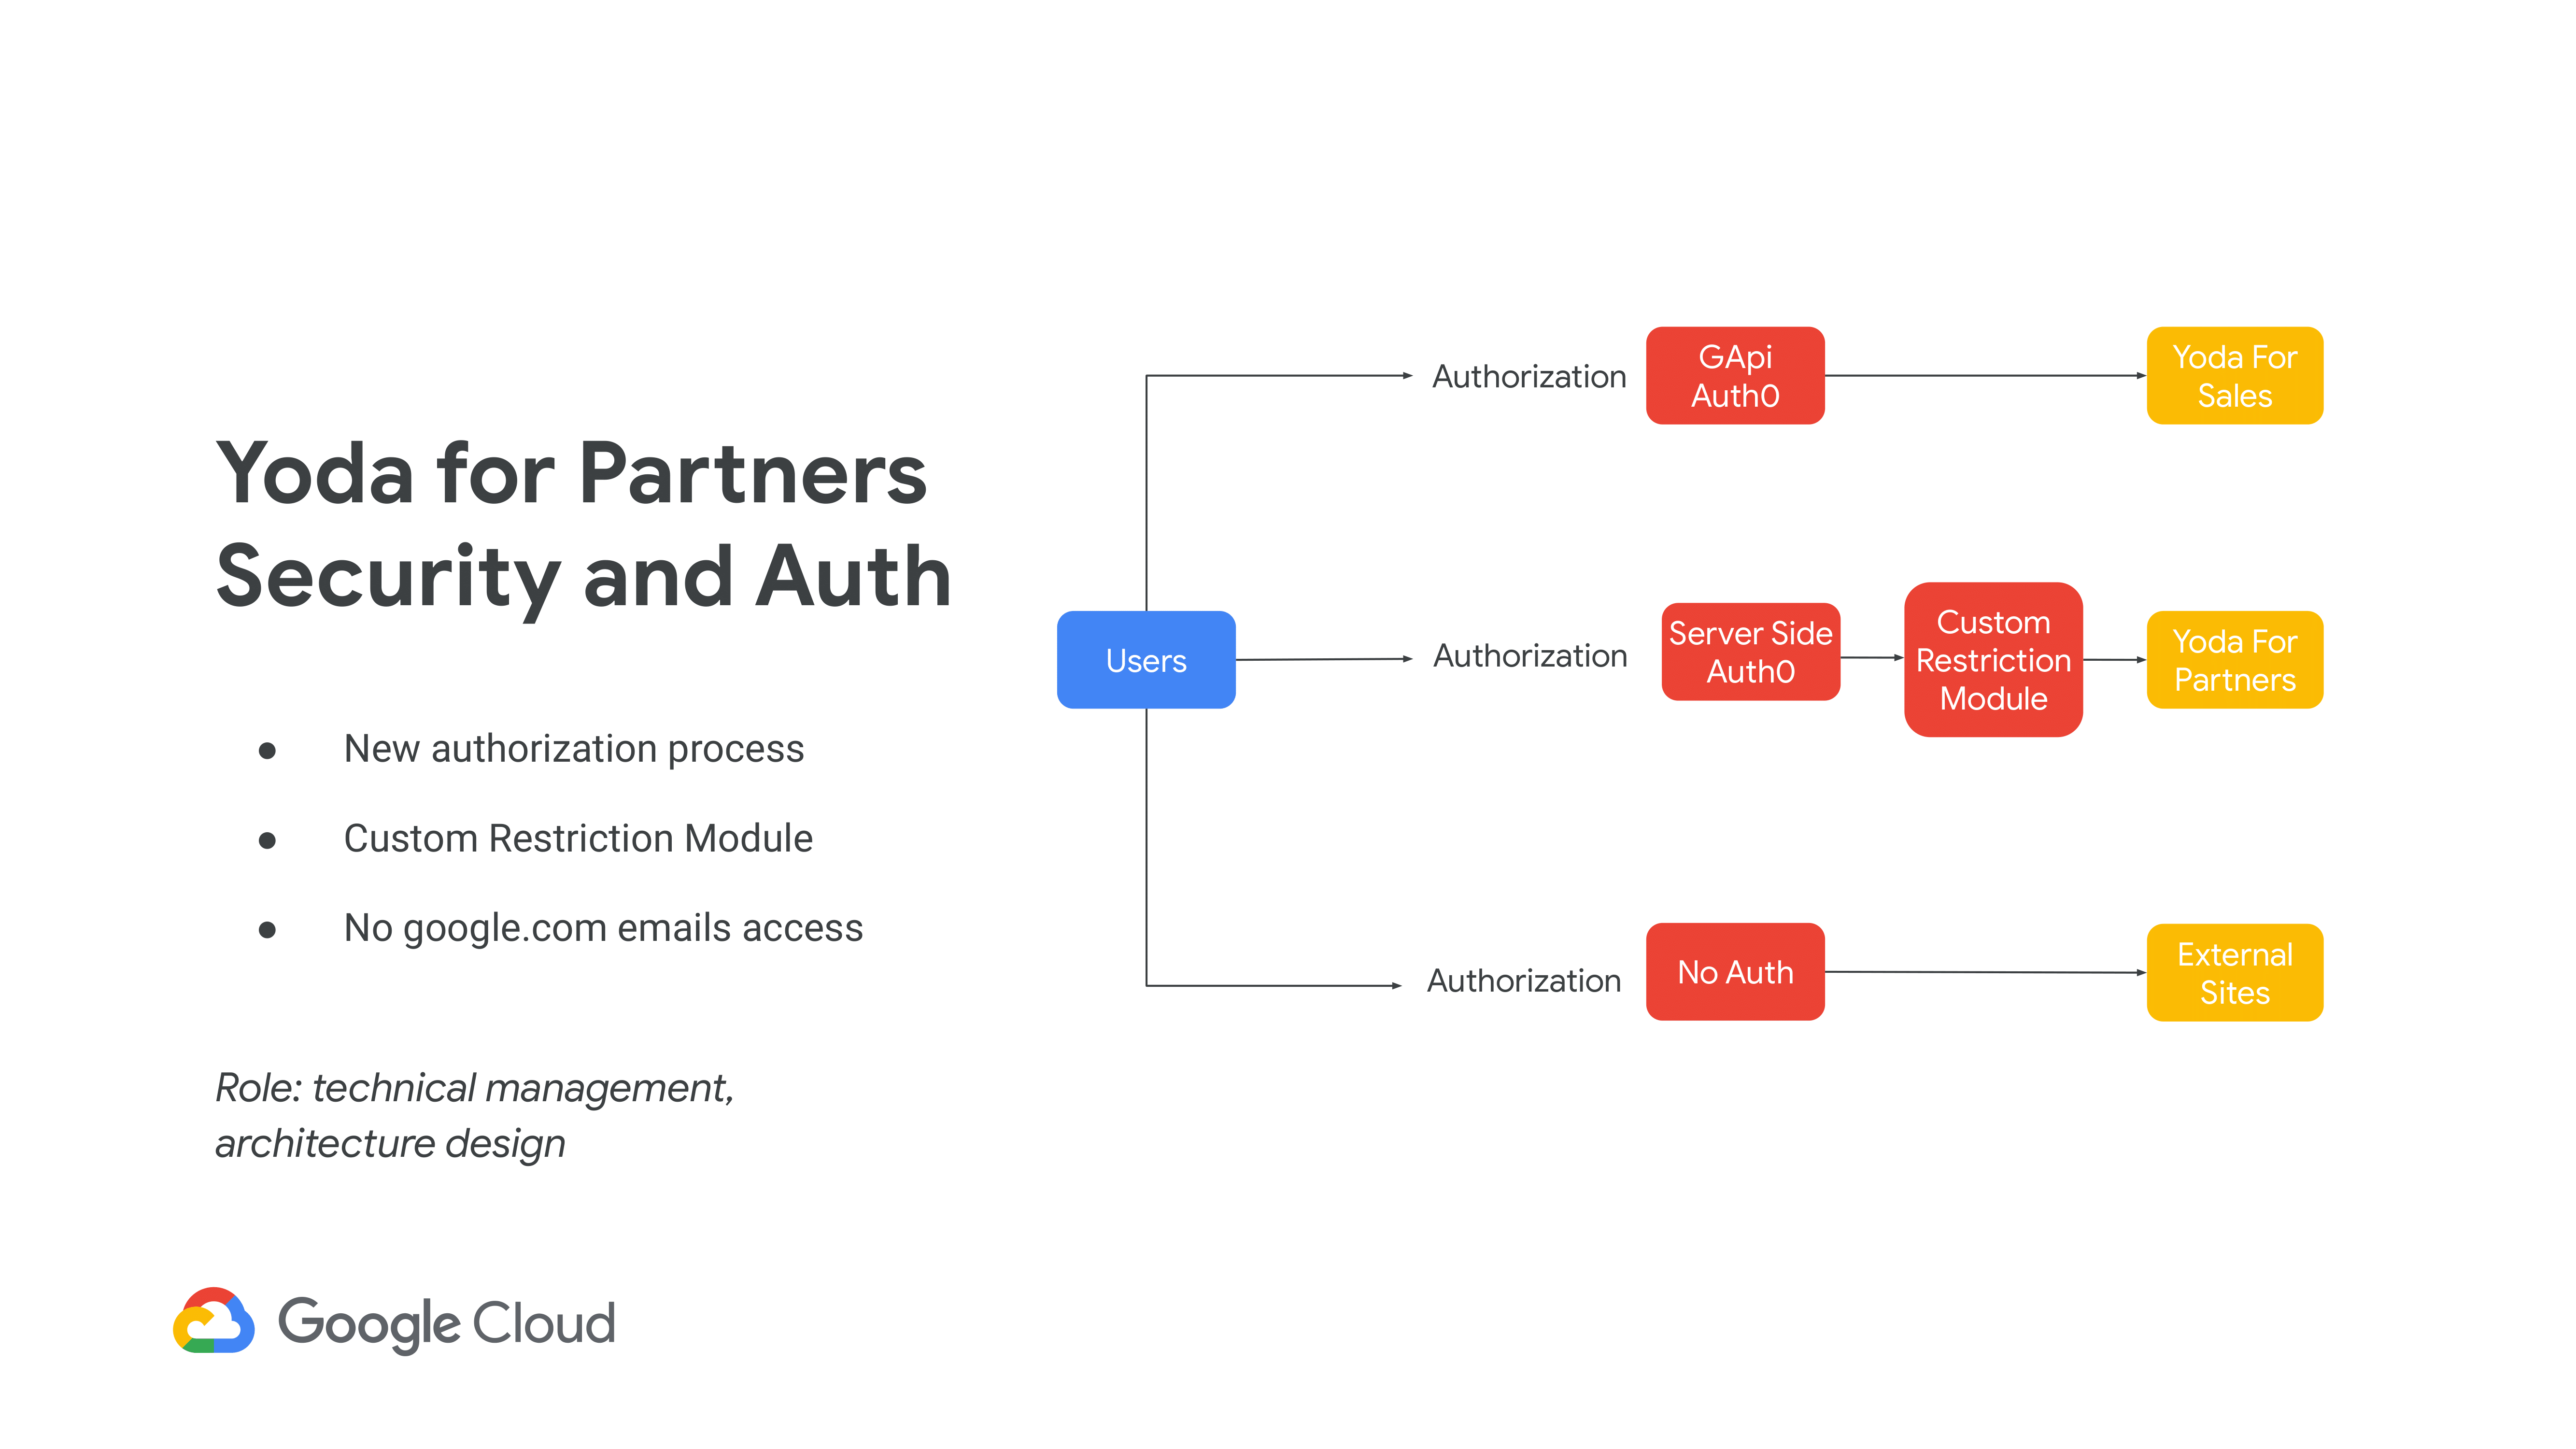 Yoda for Partners
Security and Auth
● New authorization process
● Custom Restriction Module
● No google.com emails access
Role: technical management,
architecture design
Google Cloud
Users
Authorization
GApi
Auth0
Yoda For
Sales
Authorization
Server Side
Auth0
Custom
Restriction
Module
Yoda For
Partners
Authorization
No Auth
External
Sites